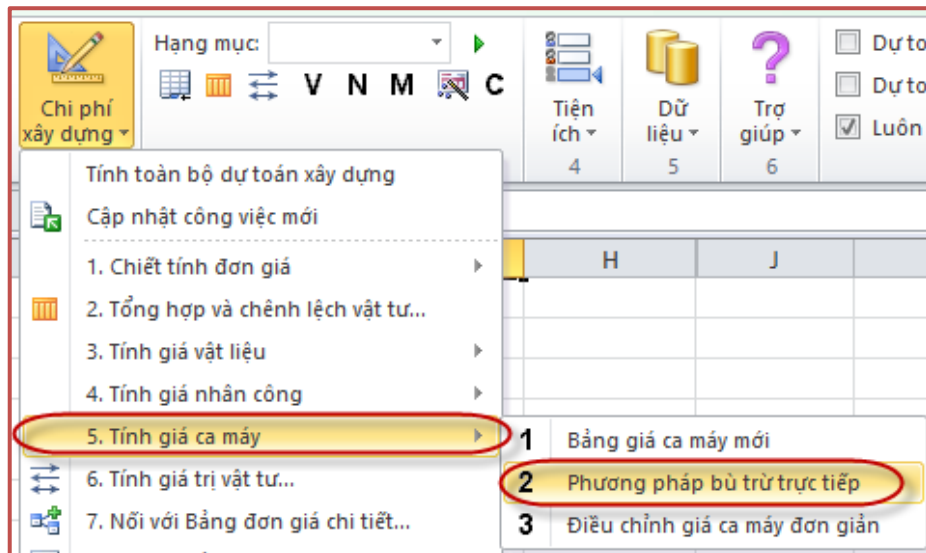 Chi phí
xây dựng
Hạng mục:
V N M C
Tiện
ích
4
Dữ
liệu
5
Trợ
giúp
6
Dự to
Dự to
Luôn
Tính toàn bộ dự toán xây dựng
Cập nhật công việc mới
1. Chiết tính đơn giá
2. Tổng hợp và chênh lệch vật tư...
3. Tính giá vật liệu
4. Tính giá nhân công
5. Tính giá ca máy
6. Tính giá trị vật tư...
7. Nối với Bảng đơn giá chi tiết...
H J
1 Bảng giá ca máy mới
2 Phương pháp bù trừ trực tiếp
3 Điều chỉnh giá ca máy đơn giản